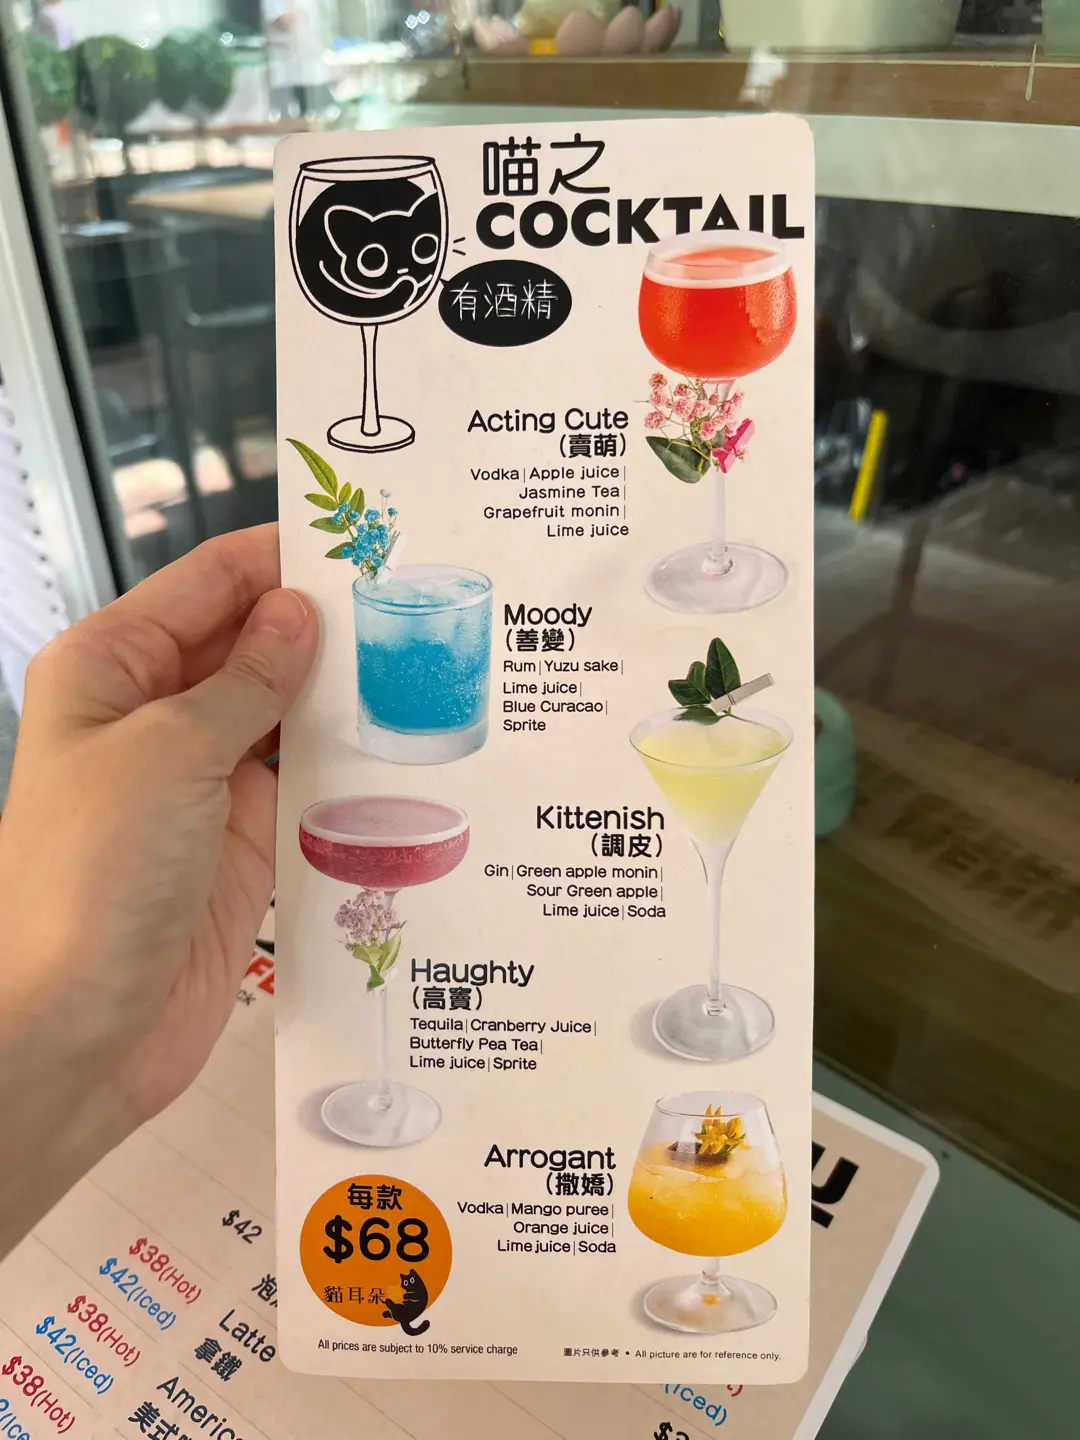 喵之
COCKTAIL
有酒精
Acting Cute
(賣萌)
Vodka | Apple juice |
Jasmine Tea |
Grapefruit monin |
Lime juice
Moody
(善變)
Rum | Yuzu sake |
Lime juice |
Blue Curacao |
Sprite
Kittenish
(調皮)
Gin | Green apple monin |
Sour Green apple |
Lime juice | Soda
Haughty
(高竇)
Tequila | Cranberry Juice |
Butterfly Pea Tea |
Lime juice | Sprite
Arrogant
(撒嬌)
Vodka | Mango puree |
Orange juice |
Lime juice | Soda
每款
$68
貓耳朵
All prices are subject to 10% service charge
圖片只供參考 • All picture are for reference only.
$42
$38(Hot)
$42(Iced)
$38(Hot)
$42(Iced)
$38(Hot)
Latte
拿鐵
美式
(Iced)